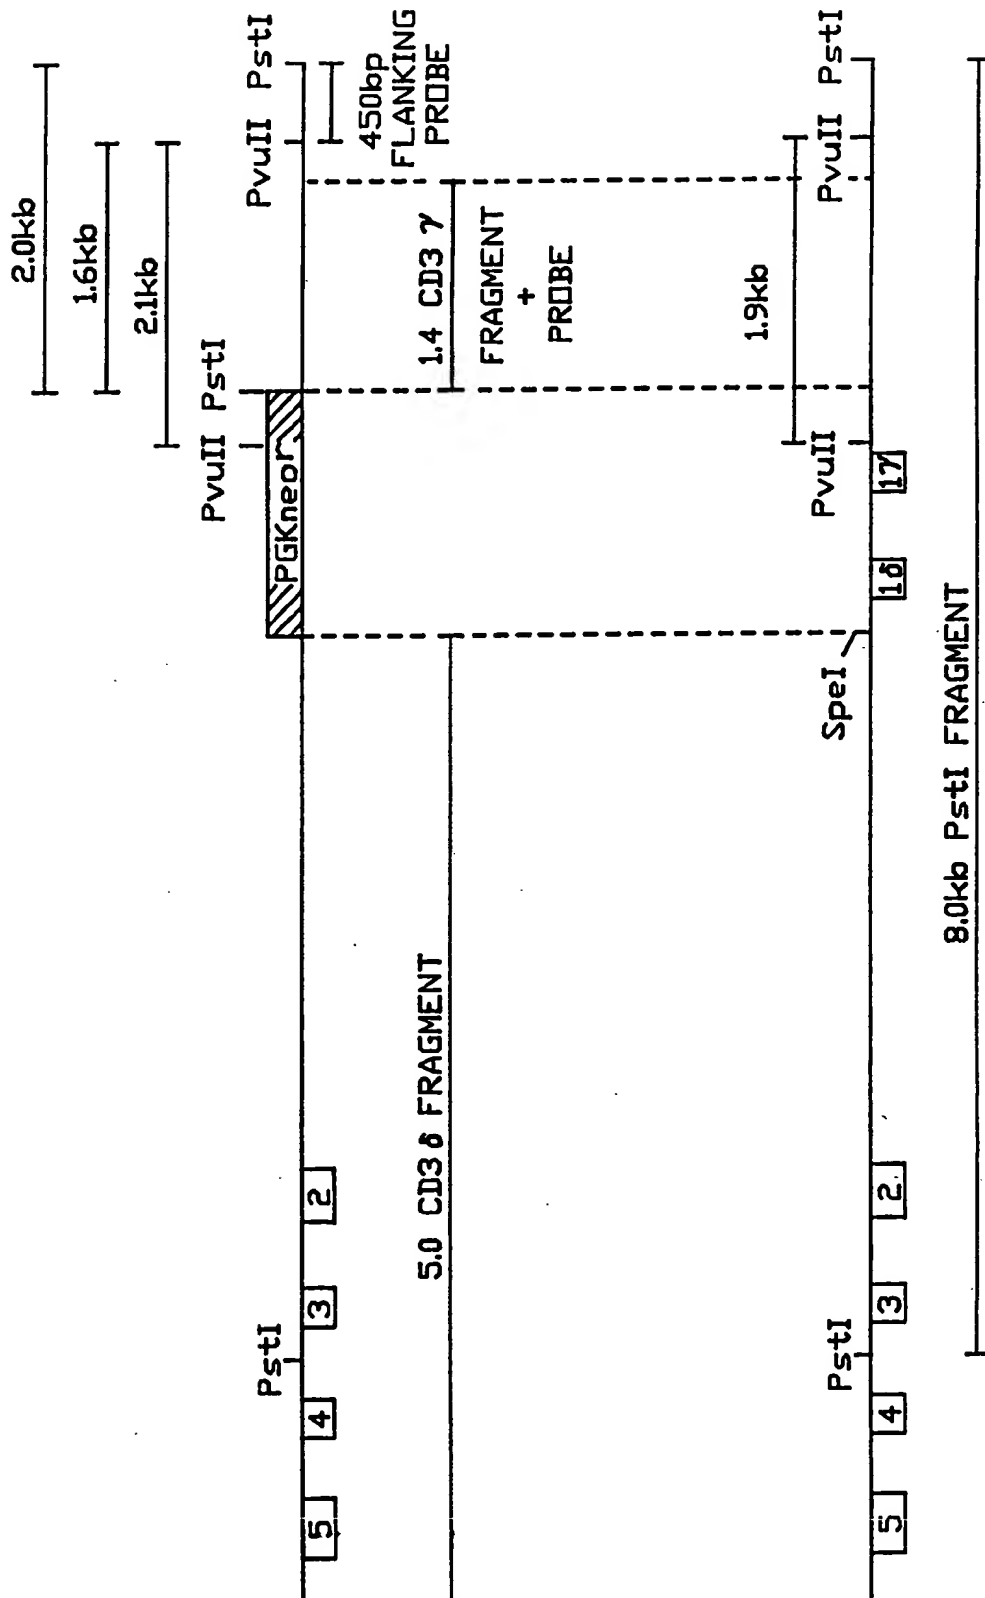 2.0kb
1.6kb
2.1kb
PvuII PstI
PvuII PstI
PGKneor
PstI
5
4
3
2
450bp
FLANKING
PROBE
5.0 CD3 δ FRAGMENT
1.4 CD3 γ
FRAGMENT
+
PROBE
1.9kb
PstI
SpeI
PvuII
PvuII PstI
5
4
3
2
1δ
1γ
8.0kb PstI FRAGMENT